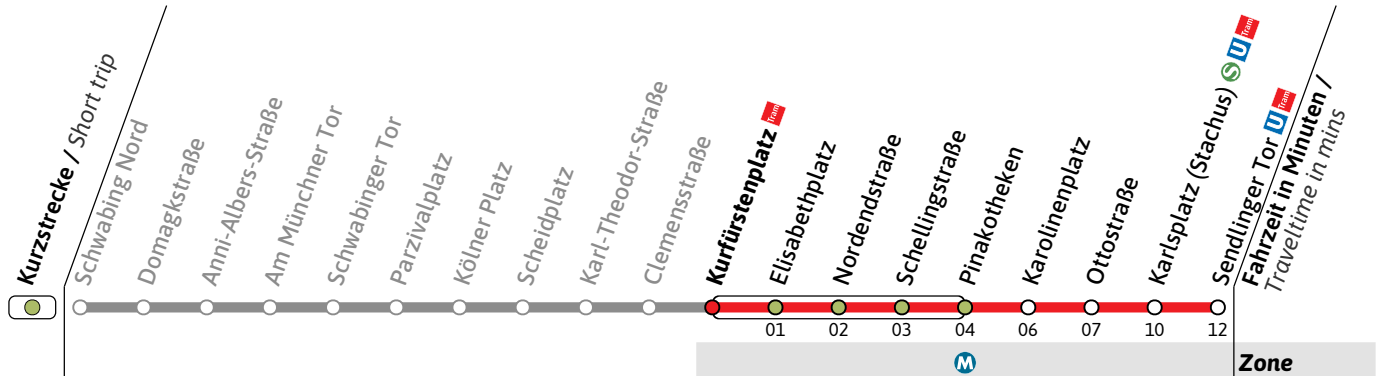 Kurzstrecke / Short trip
Schwabing Nord
Domagkstraße
Anni-Albers-Straße
Am Münchner Tor
Schwabinger Tor
Parzivalplatz
Kölner Platz
Scheidplatz
Karl-Theodor-Straße
Clemensstraße
Kurfürstenplatz Tram
Elisabethplatz
Nordendstraße
Schellingstraße
Pinakotheken
Karolinenplatz
Ottostraße
Karlsplatz (Stachus) S U Tram
Sendlinger Tor U Tram
Fahrzeit in Minuten /
Traveltime in mins
01 02 03 04 06 07 10 12
M Zone